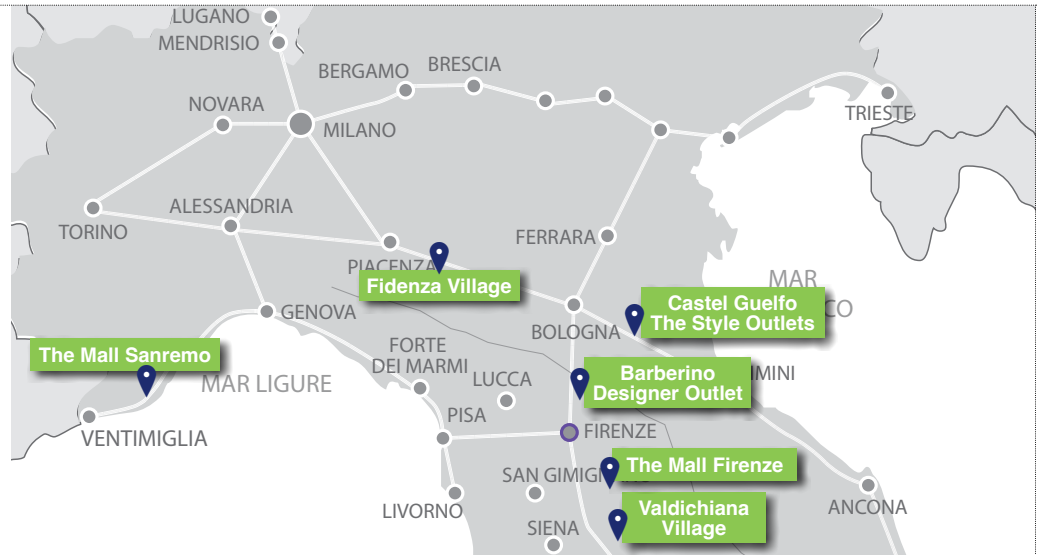 LUGANO
MENDRISIO
BERGAMO
BRESCIA
NOVARA
MILANO
TRIESTE
ALESSANDRIA
TORINO
FERRARA
PIACENZA
Fidenza Village
MAR
CO
Castel Guelfo
The Style Outlets
GENOVA
BOLOGNA
The Mall Sanremo
FORTE
DEI MARMI
MAR LIGURE
LUCCA
Barberino
Designer Outlet
IMINI
PISA
VENTIMIGLIA
FIRENZE
The Mall Firenze
SAN GIMIG
LIVORNO
Valdichiana
Village
ANCONA
SIENA